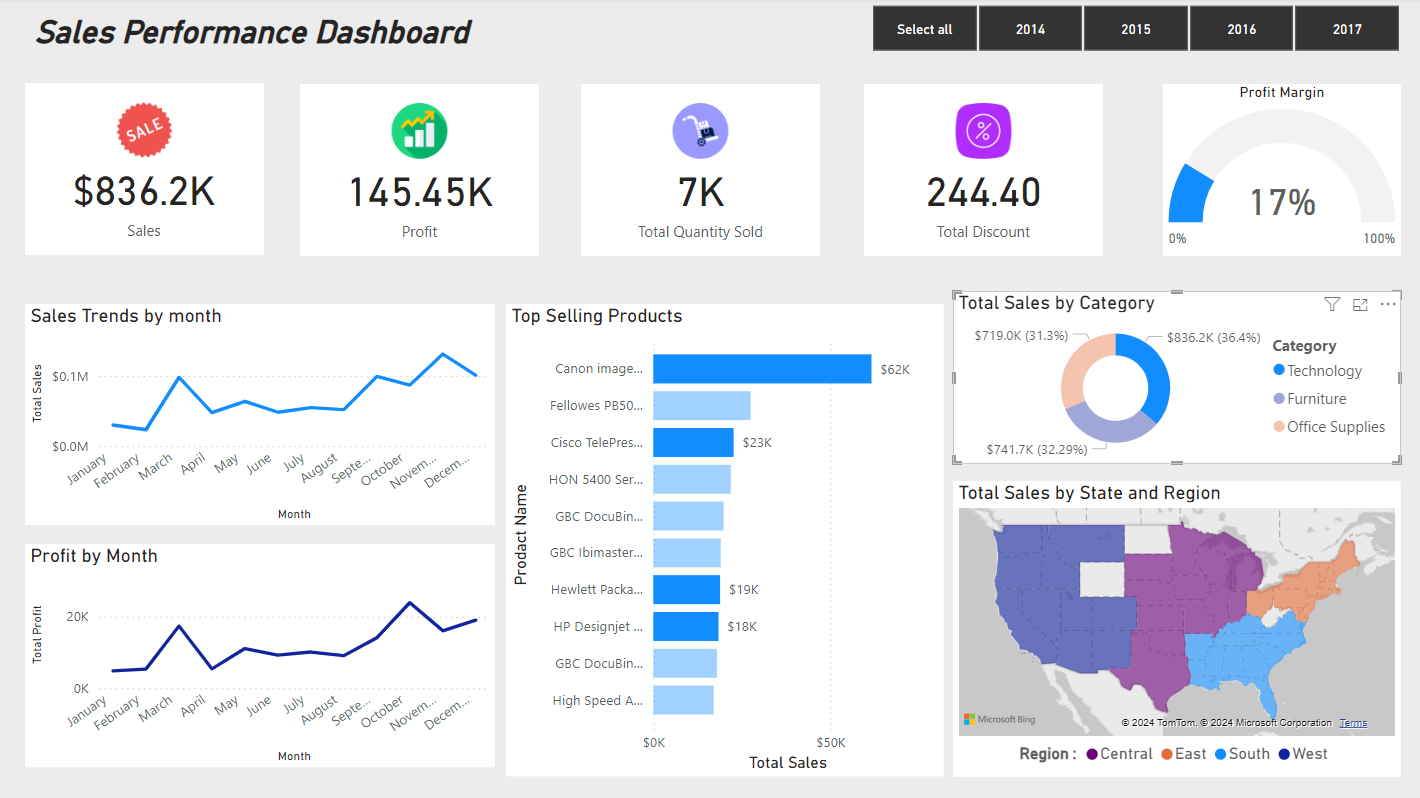 Sales Performance Dashboard
Select all
2014
2015
2016
2017
SALE
$836.2K
Sales
145.45K
Profit
7K
Total Quantity Sold
%
244.40
Total Discount
Profit Margin
17%
0%
100%
Sales Trends by month
Total Sales
$0.1M
$0.0M
January
February
March
April
May
June
July
August
Septe...
October
Novem...
Decem...
Month
Profit by Month
Total Profit
20K
0K
January
February
March
April
May
June
July
August
Septe...
October
Novem...
Decem...
Month
Top Selling Products
Product Name
Canon image...
$62K
Fellowes PB50...
Cisco TelePres...
$23K
HON 5400 Ser...
GBC DocuBin...
GBC Ibimaster...
Hewlett Packa...
$19K
HP Designjet ...
$18K
GBC DocuBin...
High Speed A...
$0K
$50K
Total Sales
Total Sales by Category
$719.0K (31.3%)
$836.2K (36.4%)
$741.7K (32.29%)
Category
Technology
Furniture
Office Supplies
Total Sales by State and Region
Microsoft Bing
© 2024 TomTom, © 2024 Microsoft Corporation Terms
Region : Central East South West